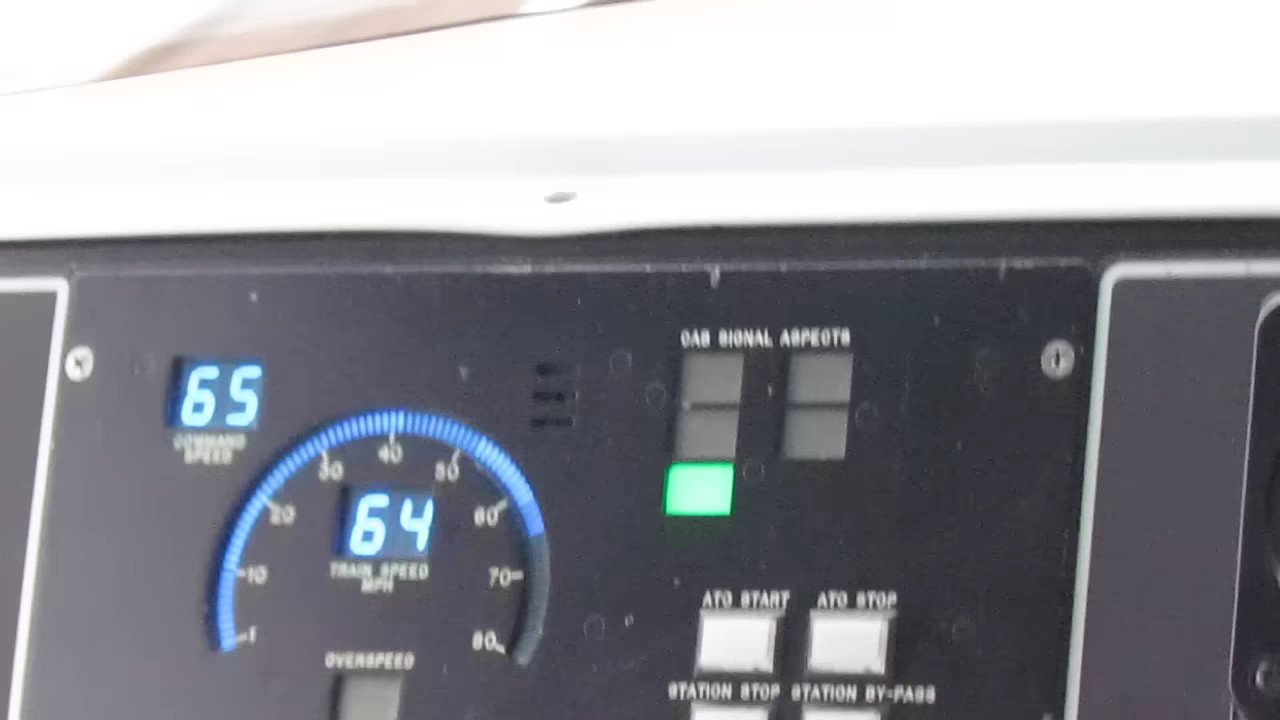 CAB SIGNAL ASPECTS
65
COMMAND
SPEED
1
10
20
30
40
50
60
70
80
64
TRAIN SPEED
MPH
OVERSPEED
ATO START
ATO STOP
STATION STOP
STATION BY-PASS